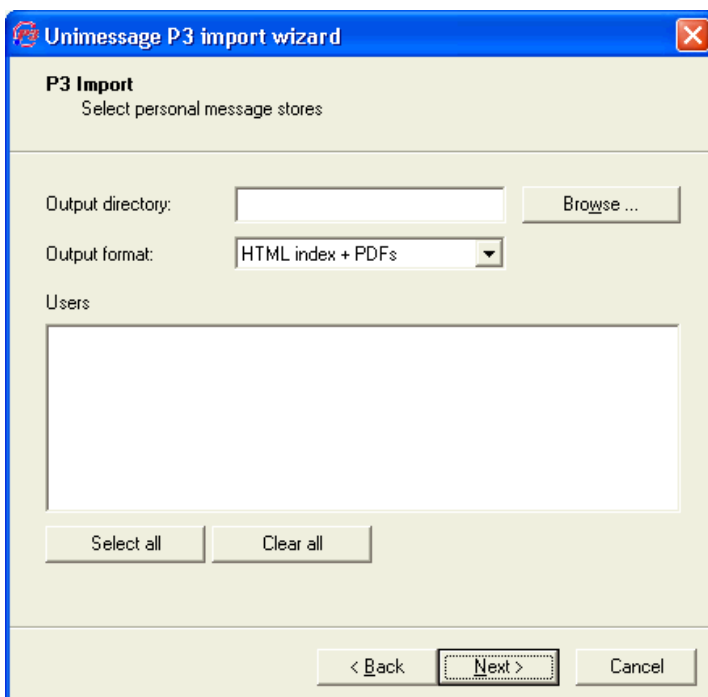 Unimessage P3 import wizard
P3 Import
Select personal message stores
Output directory:
Browse ...
Output format:
HTML index + PDFs
Users
Select all
Clear all
< Back
Next >
Cancel